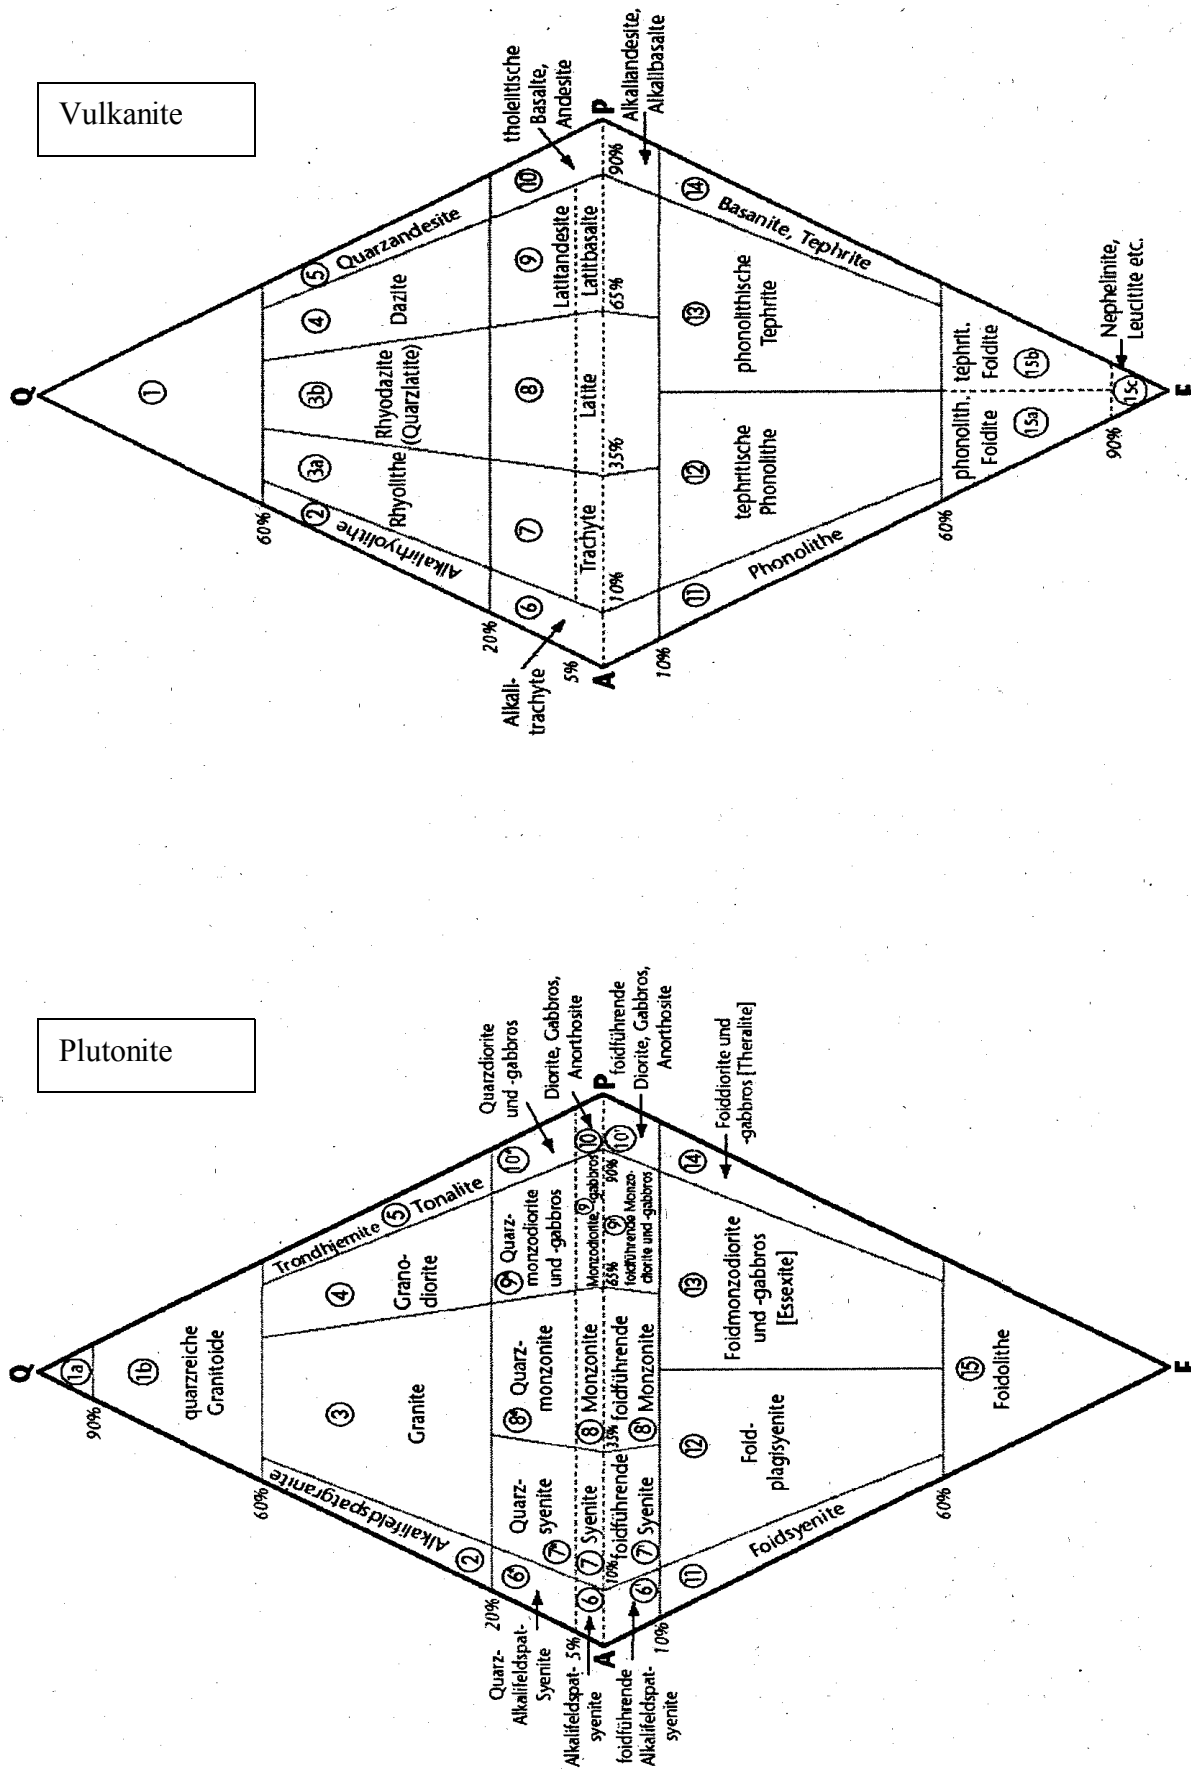 Vulkanite
Q
1
60%
2
3a
3b
4
5
Alkalirhyolithe
Rhyolithe
Rhyodazite
(Quarzlatite)
Dazite
Quarzandesite
20%
6
7
8
9
10
Alkali-
trachyte
tholeiitische
Basalte,
Andesite
5%
Trachyte
Latite
Latitandesite
Latitbasalte
A
10%
35%
65%
90%
P
Alkaliandesite,
Alkalibasalte
10%
11
12
13
14
Phonolithe
tephritische
Phonolithe
phonolithische
Tephrite
Basanite, Tephrite
60%
phonolith.
Foidite
tephrit.
Foidite
15a
15b
90%
15c
Nephelinite,
Leucitite etc.
F
Plutonite
Q
1a
90%
1b
quarzreiche
Granitoide
60%
Alkalifeldspatgranite
2
3
Granite
4
Grano-
diorite
Trondhjemite
5
Tonalite
20%
6*
Quarz-
Alkalifeldspat-
Syenite
7*
Quarz-
syenite
8*
Quarz-
monzonite
9*
Quarz-
monzodiorite
und -gabbros
10*
Quarzdiorite
und -gabbros
5%
Alkalifeldspat-
syenite
6
7
Syenite
8
Monzonite
9
Monzodiorite, -gabbros
10
Diorite, Gabbros,
Anorthosite
A
10%
35%
65%
90%
P
foidführende
Alkalifeldspat-
syenite
6'
foidführende
7'
Syenite
foidführende
8'
Monzonite
9'
foidführende Monzo-
diorite und -gabbros
10'
foidführende
Diorite, Gabbros,
Anorthosite
10%
11
Foidsyenite
12
Foid-
plagisyenite
13
Foidmonzodiorite
und -gabbros
[Essexite]
14
Foiddiorite und
-gabbros [Theralite]
60%
15
Foidolithe
F